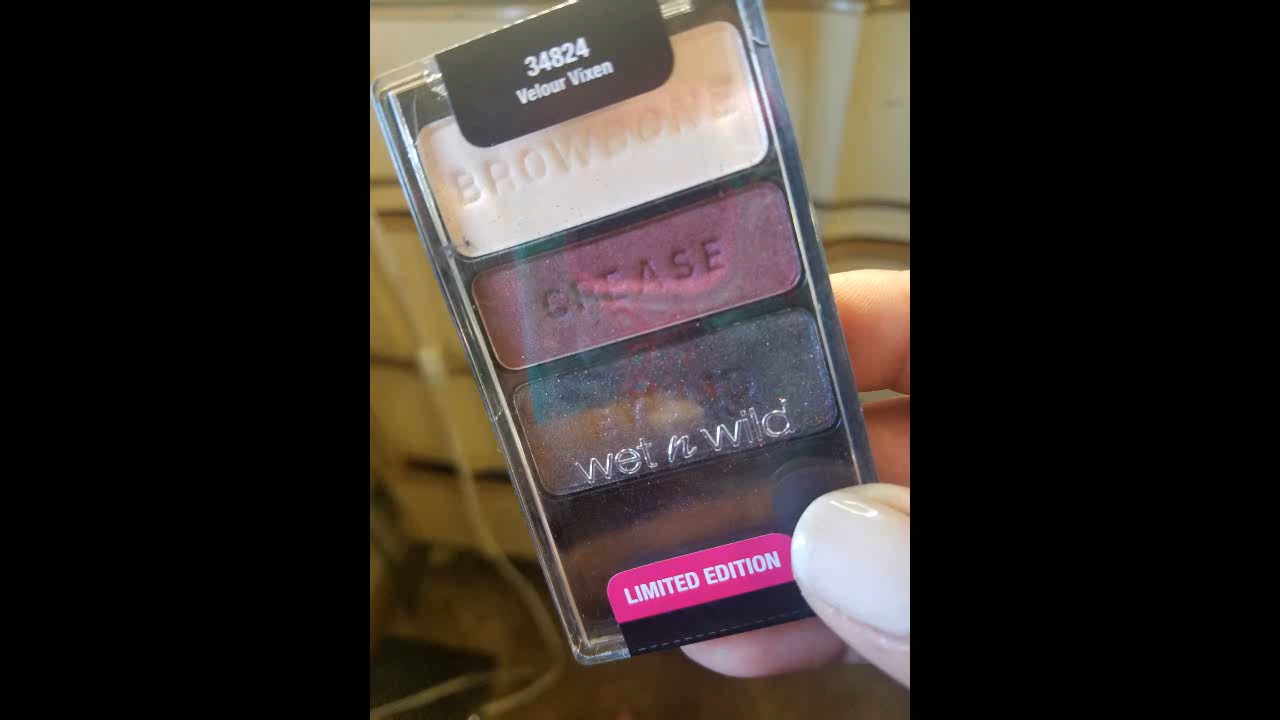 34824
Velour Vixen
BROWBONE
CREASE
wet n wild
LIMITED EDITION